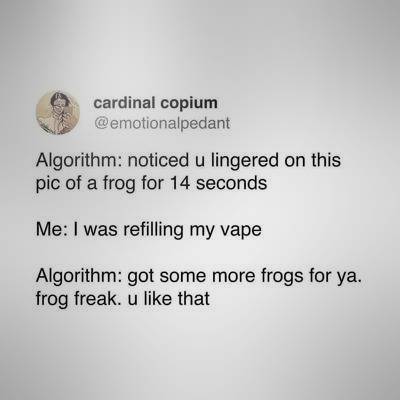 cardinal copium
@emotionalpedant
Algorithm: noticed u lingered on this
pic of a frog for 14 seconds
Me: I was refilling my vape
Algorithm: got some more frogs for ya.
frog freak. u like that